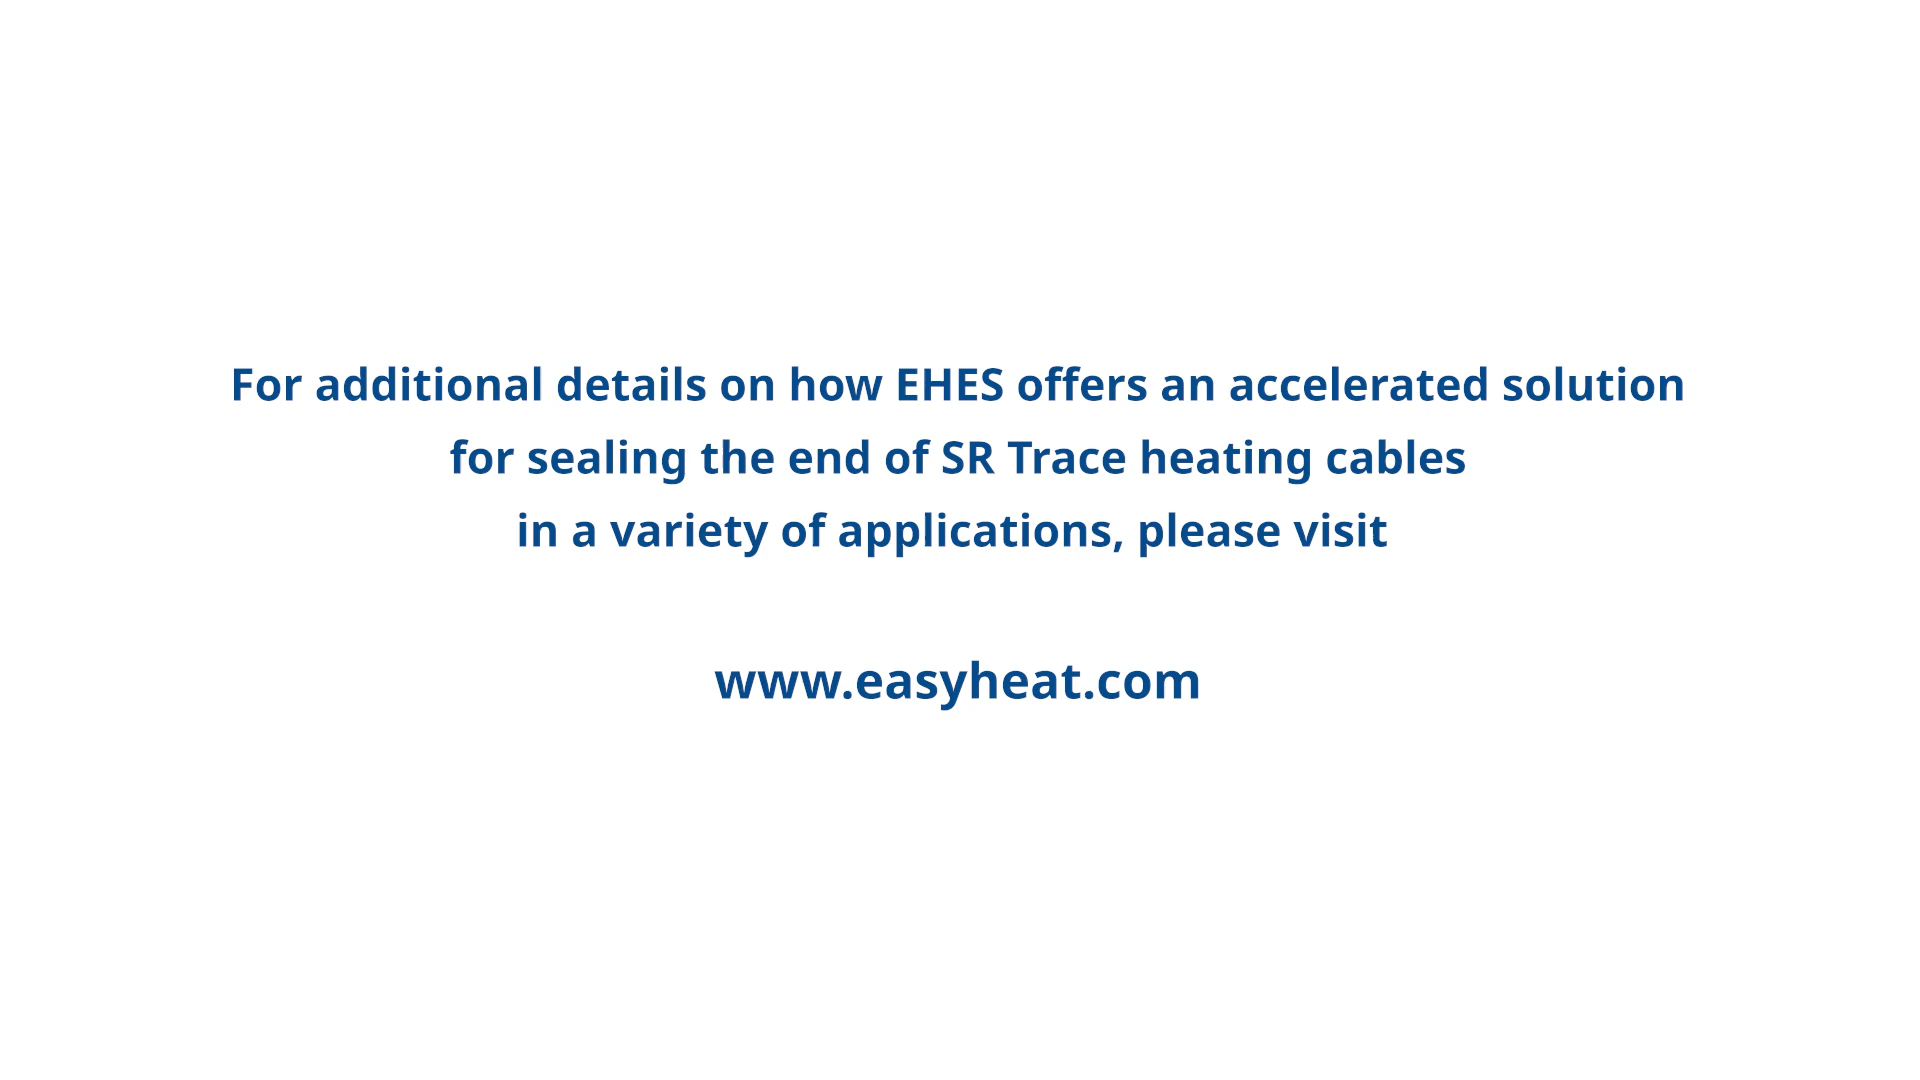 For additional details on how EHES offers an accelerated solution
for sealing the end of SR Trace heating cables
in a variety of applications, please visit
www.easyheat.com